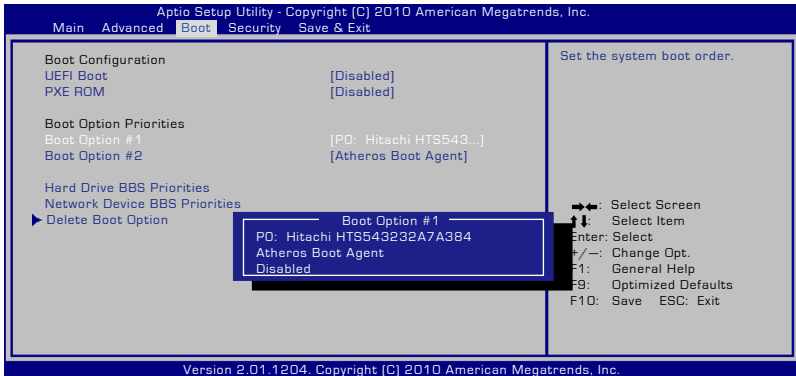 Aptio Setup Utility - Copyright (C) 2010 American Megatrends, Inc.
Main Advanced Boot Security Save & Exit
Boot Configuration
UEFI Boot [Disabled]
PXE ROM [Disabled]
Boot Option Priorities
Boot Option #1 [P0: Hitachi HTS543...]
Boot Option #2 [Atheros Boot Agent]
Hard Drive BBS Priorities
Network Device BBS Priorities
Delete Boot Option
Boot Option #1
P0: Hitachi HTS543232A7A384
Atheros Boot Agent
Disabled
Set the system boot order.
→←: Select Screen
↑↓: Select Item
Enter: Select
+/—: Change Opt.
F1: General Help
F9: Optimized Defaults
F10: Save ESC: Exit
Version 2.01.1204. Copyright (C) 2010 American Megatrends, Inc.